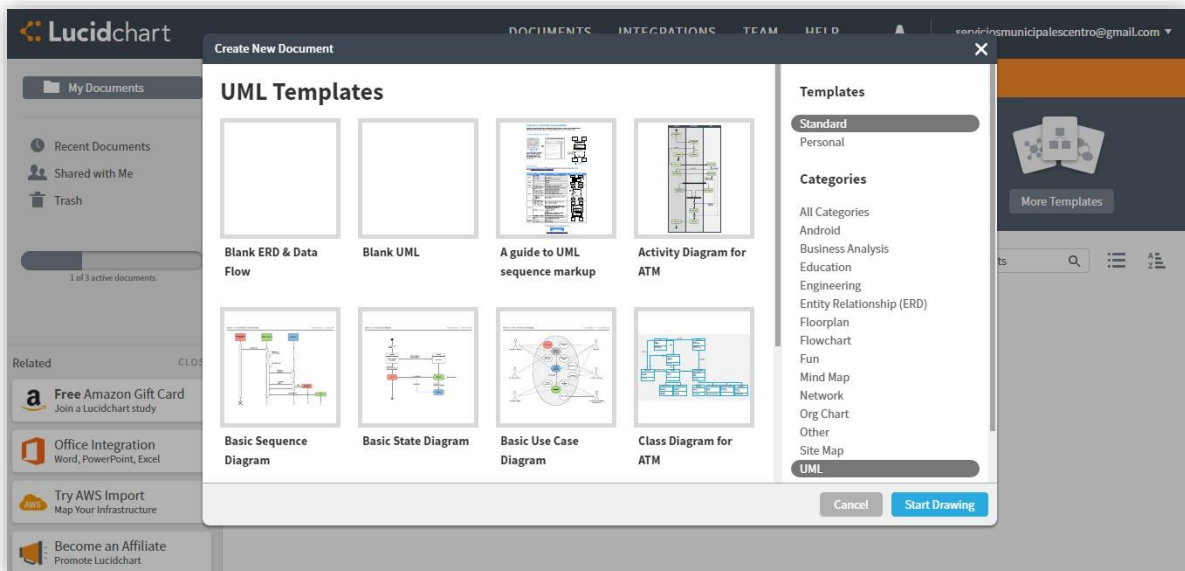 Lucidchart
DOCUMENTS INTEGRATIONS TEAM HELP
serviciosmunicipalescentro@gmail.com
Create New Document
My Documents
Recent Documents
Shared with Me
Trash
1 of 3 active documents
Related
CLOS
Free Amazon Gift Card
Join a Lucidchart study
Office Integration
Word, PowerPoint, Excel
AWS
Try AWS Import
Map Your Infrastructure
Become an Affiliate
Promote Lucidchart
UML Templates
Blank ERD & Data
Flow
Blank UML
A guide to UML
sequence markup
Activity Diagram for
ATM
Basic Sequence
Diagram
Basic State Diagram
Basic Use Case
Diagram
Class Diagram for
ATM
Templates
Standard
Personal
Categories
All Categories
Android
Business Analysis
Education
Engineering
Entity Relationship (ERD)
Floorplan
Flowchart
Fun
Mind Map
Network
Org Chart
Other
Site Map
UML
Cancel
Start Drawing
More Templates
ts
A
Z